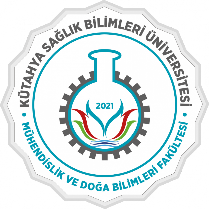 KÜTAHYA SAĞLIK BİLİMLERİ ÜNİVERSİTESİ
2021
• MÜHENDİSLİK VE DOĞA BİLİMLERİ FAKÜLTESİ •